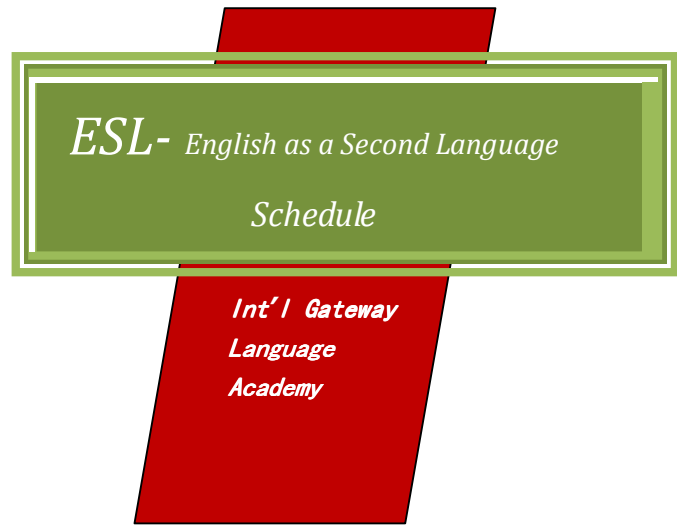 ESL- English as a Second Language
Schedule
Int'l Gateway
Language
Academy